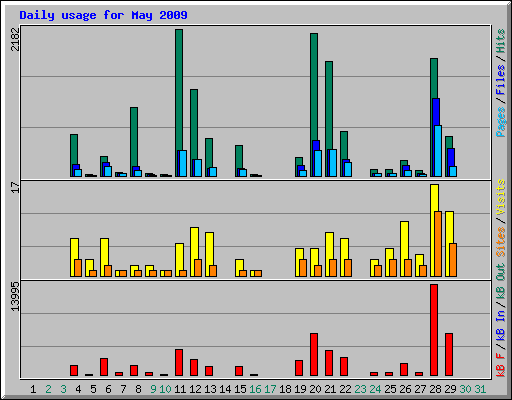 Daily usage for May 2009
2182
17
13995
Pages / Files / Hits
Sites / Visits
kB F / kB In / kB Out
1 2 3 4 5 6 7 8 9 10 11 12 13 14 15 16 17 18 19 20 21 22 23 24 25 26 27 28 29 30 31